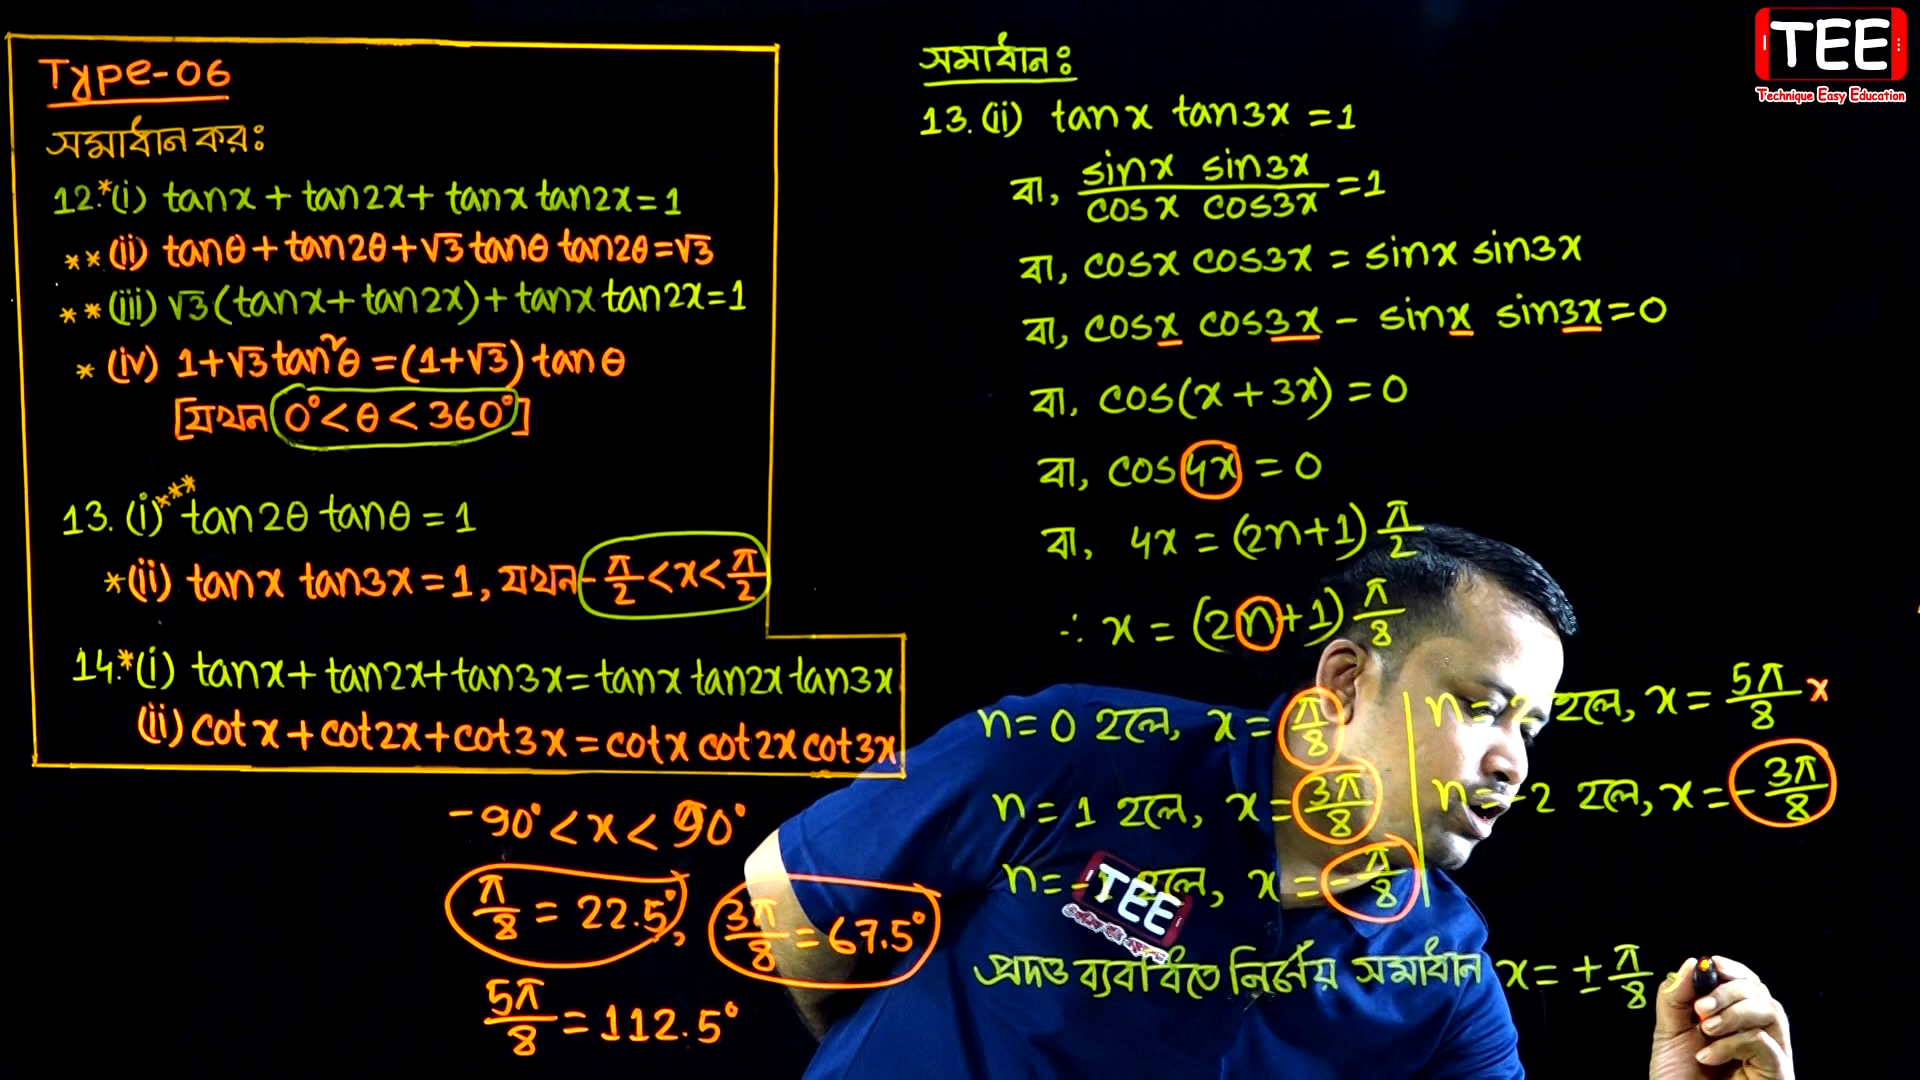 Type-06
সমাধান করঃ
12.*(i) tanx + tan2x + tanx tan2x = 1
** (ii) tanθ + tan2θ + √3 tanθ tan2θ = √3
** (iii) √3 (tanx + tan2x) + tanx tan2x = 1
* (iv) 1 + √3 tan²θ = (1 + √3) tanθ
[যখন 0° < θ < 360°]
13. (i)*** tan2θ tanθ = 1
* (ii) tanx tan3x = 1, যখন -π/2 < x < π/2
14.* (i) tanx + tan2x + tan3x = tanx tan2x tan3x
(ii) cotx + cot2x + cot3x = cotx cot2x cot3x
-90° < x < 90°
π/8 = 22.5°, 3π/8 = 67.5°
5π/8 = 112.5°
সমাধানঃ
13. (ii) tanx tan3x = 1
বা, sinx sin3x / cosx cos3x = 1
বা, cosx cos3x = sinx sin3x
বা, cosx cos3x - sinx sin3x = 0
বা, cos(x + 3x) = 0
বা, cos4x = 0
বা, 4x = (2n+1) π/2
∴ x = (2n+1) π/8
n = 0 হলে, x = π/8
n = 1 হলে, x = 3π/8
n = - হলে, x = -π/8
n = 2 হলে, x = 5π/8 x
n = -2 হলে, x = -3π/8
প্রদত্ত ব্যবধিতে নির্ণেয় সমাধান x = ± π/8
TEE
Technique Easy Education
TEE